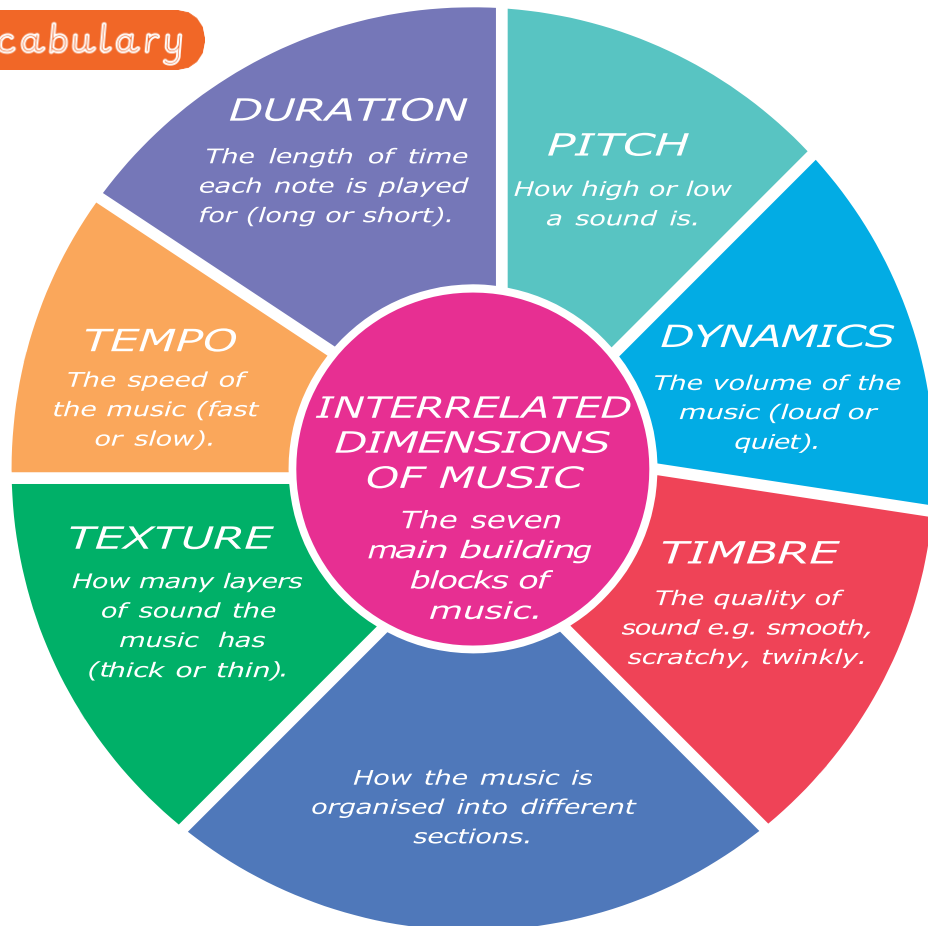 cabulary
DURATION
The length of time
each note is played
for (long or short).
PITCH
How high or low
a sound is.
DYNAMICS
The volume of the
music (loud or
quiet).
TIMBRE
The quality of
sound e.g. smooth,
scratchy, twinkly.
How the music is
organised into different
sections.
TEXTURE
How many layers
of sound the
music has
(thick or thin).
TEMPO
The speed of
the music (fast
or slow).
INTERRELATED
DIMENSIONS
OF MUSIC
The seven
main building
blocks of
music.